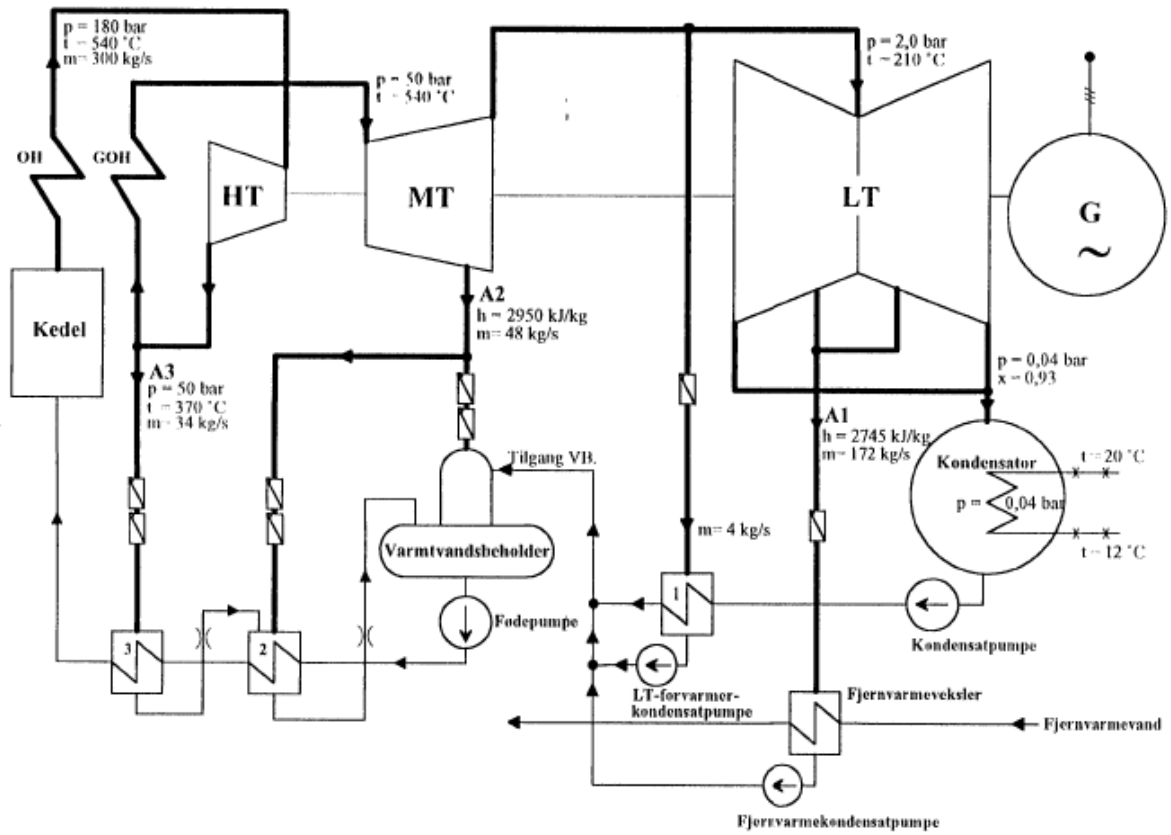 p = 180 bar
t = 540 °C
m= 300 kg/s
p = 50 bar
t = 540 °C
p = 2,0 bar
t = 210 °C
OH
GOH
HT
MT
LT
G
~
Kedel
A3
p = 50 bar
t = 370 °C
m= 34 kg/s
A2
h = 2950 kJ/kg
m= 48 kg/s
p = 0,04 bar
x = 0,93
A1
h = 2745 kJ/kg
m= 172 kg/s
Kondensator
p = 0,04 bar
t = 20 °C
t = 12 °C
Tilgang VB.
Varmtvandsbeholder
Fødepumpe
m= 4 kg/s
1
2
3
Kondensatpumpe
LT-forvarmer-
kondensatpumpe
Fjernvarmeveksler
Fjernvarmevand
Fjernvarmekondensatpumpe